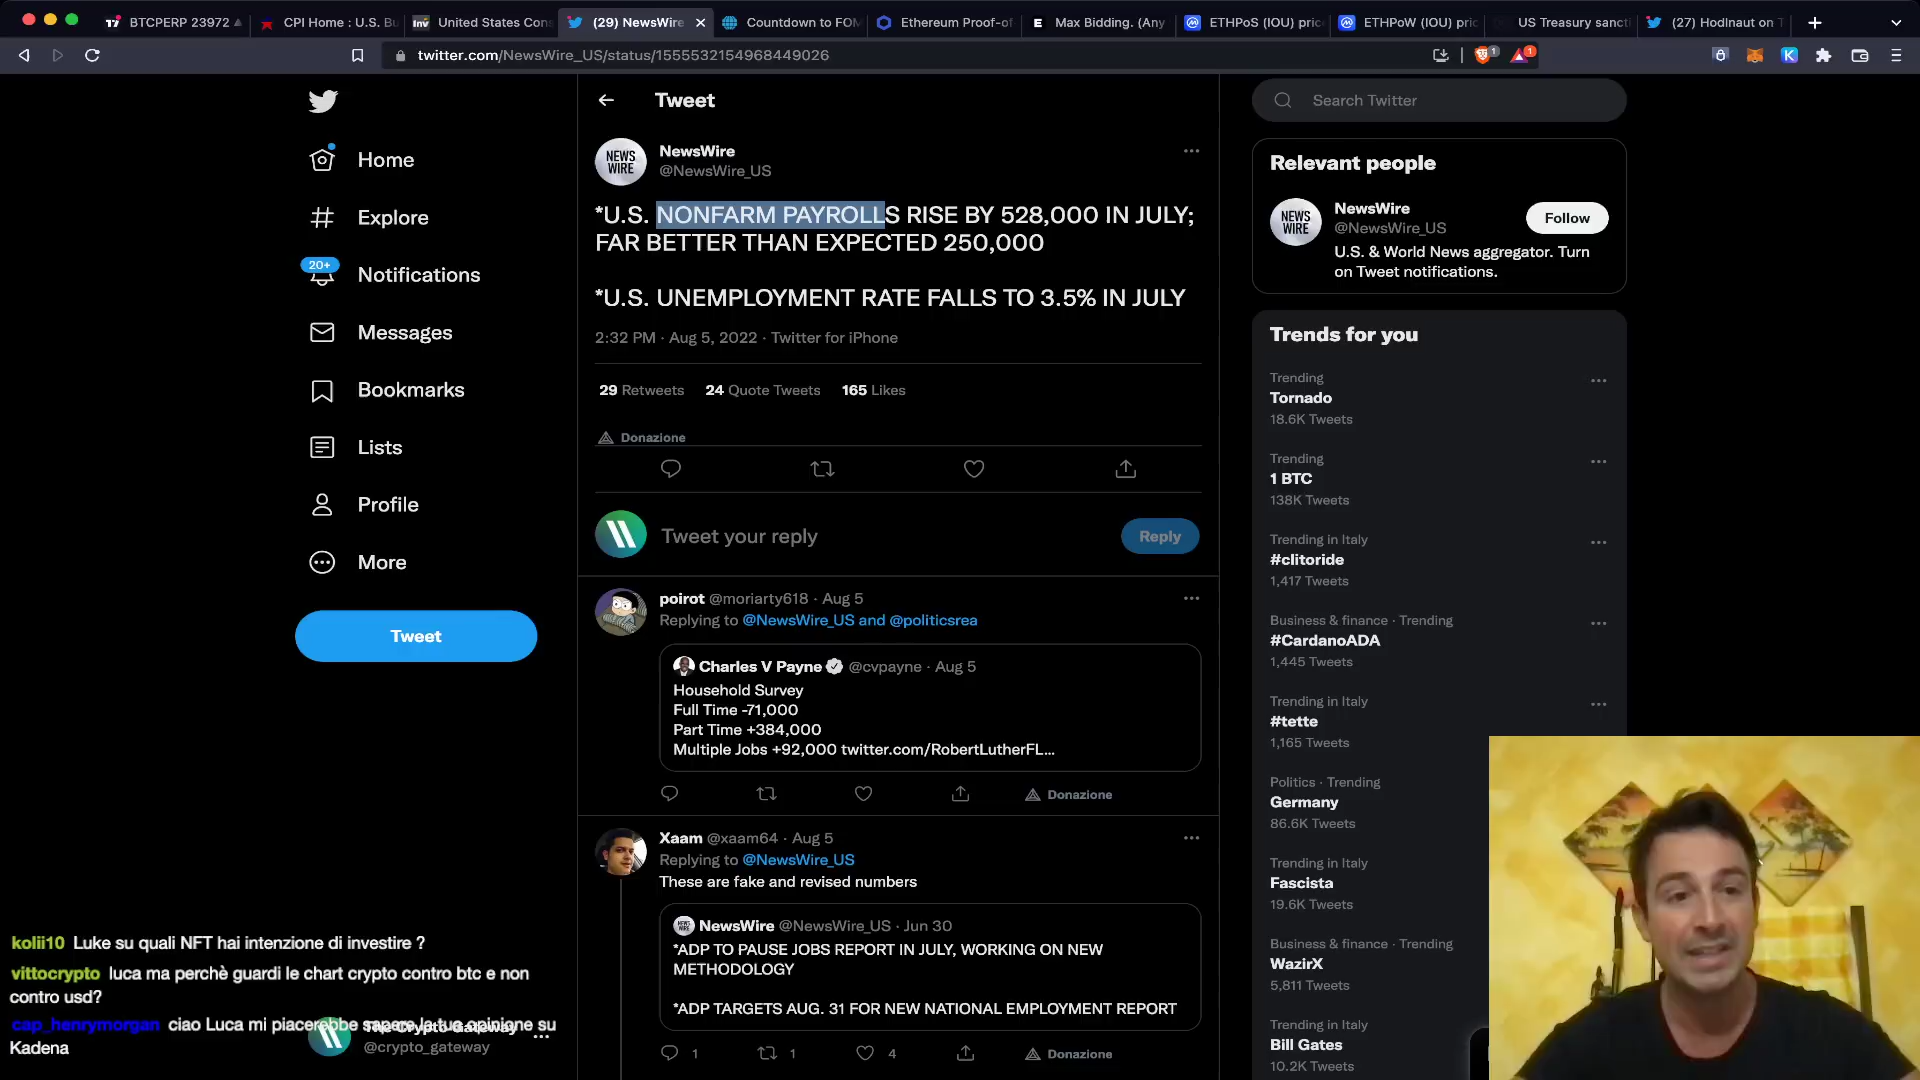 BTCPERP 23972
CPI Home : U.S. Bu
United States Cons
(29) NewsWire
Countdown to FOM
Ethereum Proof-of
Max Bidding. (Any
ETHPoS (IOU) pric
ETHPoW (IOU) pric
US Treasury sancti
(27) Hodlnaut on T
twitter.com/NewsWire_US/status/1555532154968449026
1
1
Home
Explore
20+
Notifications
Messages
Bookmarks
Lists
Profile
More
Tweet
Tweet
NEWS WIRE
NewsWire
@NewsWire_US
*U.S. NONFARM PAYROLLS RISE BY 528,000 IN JULY;
FAR BETTER THAN EXPECTED 250,000
*U.S. UNEMPLOYMENT RATE FALLS TO 3.5% IN JULY
2:32 PM · Aug 5, 2022 · Twitter for iPhone
29 Retweets 24 Quote Tweets 165 Likes
Donazione
Tweet your reply
Reply
poirot @moriarty618 · Aug 5
Replying to @NewsWire_US and @politicsrea
Charles V Payne @cvpayne · Aug 5
Household Survey
Full Time -71,000
Part Time +384,000
Multiple Jobs +92,000 twitter.com/RobertLutherFL...
Donazione
Xaam @xaam64 · Aug 5
Replying to @NewsWire_US
These are fake and revised numbers
NewsWire @NewsWire_US · Jun 30
*ADP TO PAUSE JOBS REPORT IN JULY, WORKING ON NEW
METHODOLOGY
*ADP TARGETS AUG. 31 FOR NEW NATIONAL EMPLOYMENT REPORT
1 1 4 Donazione
Search Twitter
Relevant people
NEWS WIRE
NewsWire
@NewsWire_US
Follow
U.S. & World News aggregator. Turn
on Tweet notifications.
Trends for you
Trending
Tornado
18.6K Tweets
Trending
1 BTC
138K Tweets
Trending in Italy
#clitoride
1,417 Tweets
Business & finance · Trending
#CardanoADA
1,445 Tweets
Trending in Italy
#tette
1,165 Tweets
Politics · Trending
Germany
86.6K Tweets
Trending in Italy
Fascista
19.6K Tweets
Business & finance · Trending
WazirX
5,811 Tweets
Trending in Italy
Bill Gates
10.2K Tweets
kolii10 Luke su quali NFT hai intenzione di investire ?
vittocrypto luca ma perchè guardi le chart crypto contro btc e non
contro usd?
cap_henrymorgan ciao Luca mi piacerebbe sapere la tua opinione su
Kadena
The Crypto Gateway
@crypto_gateway